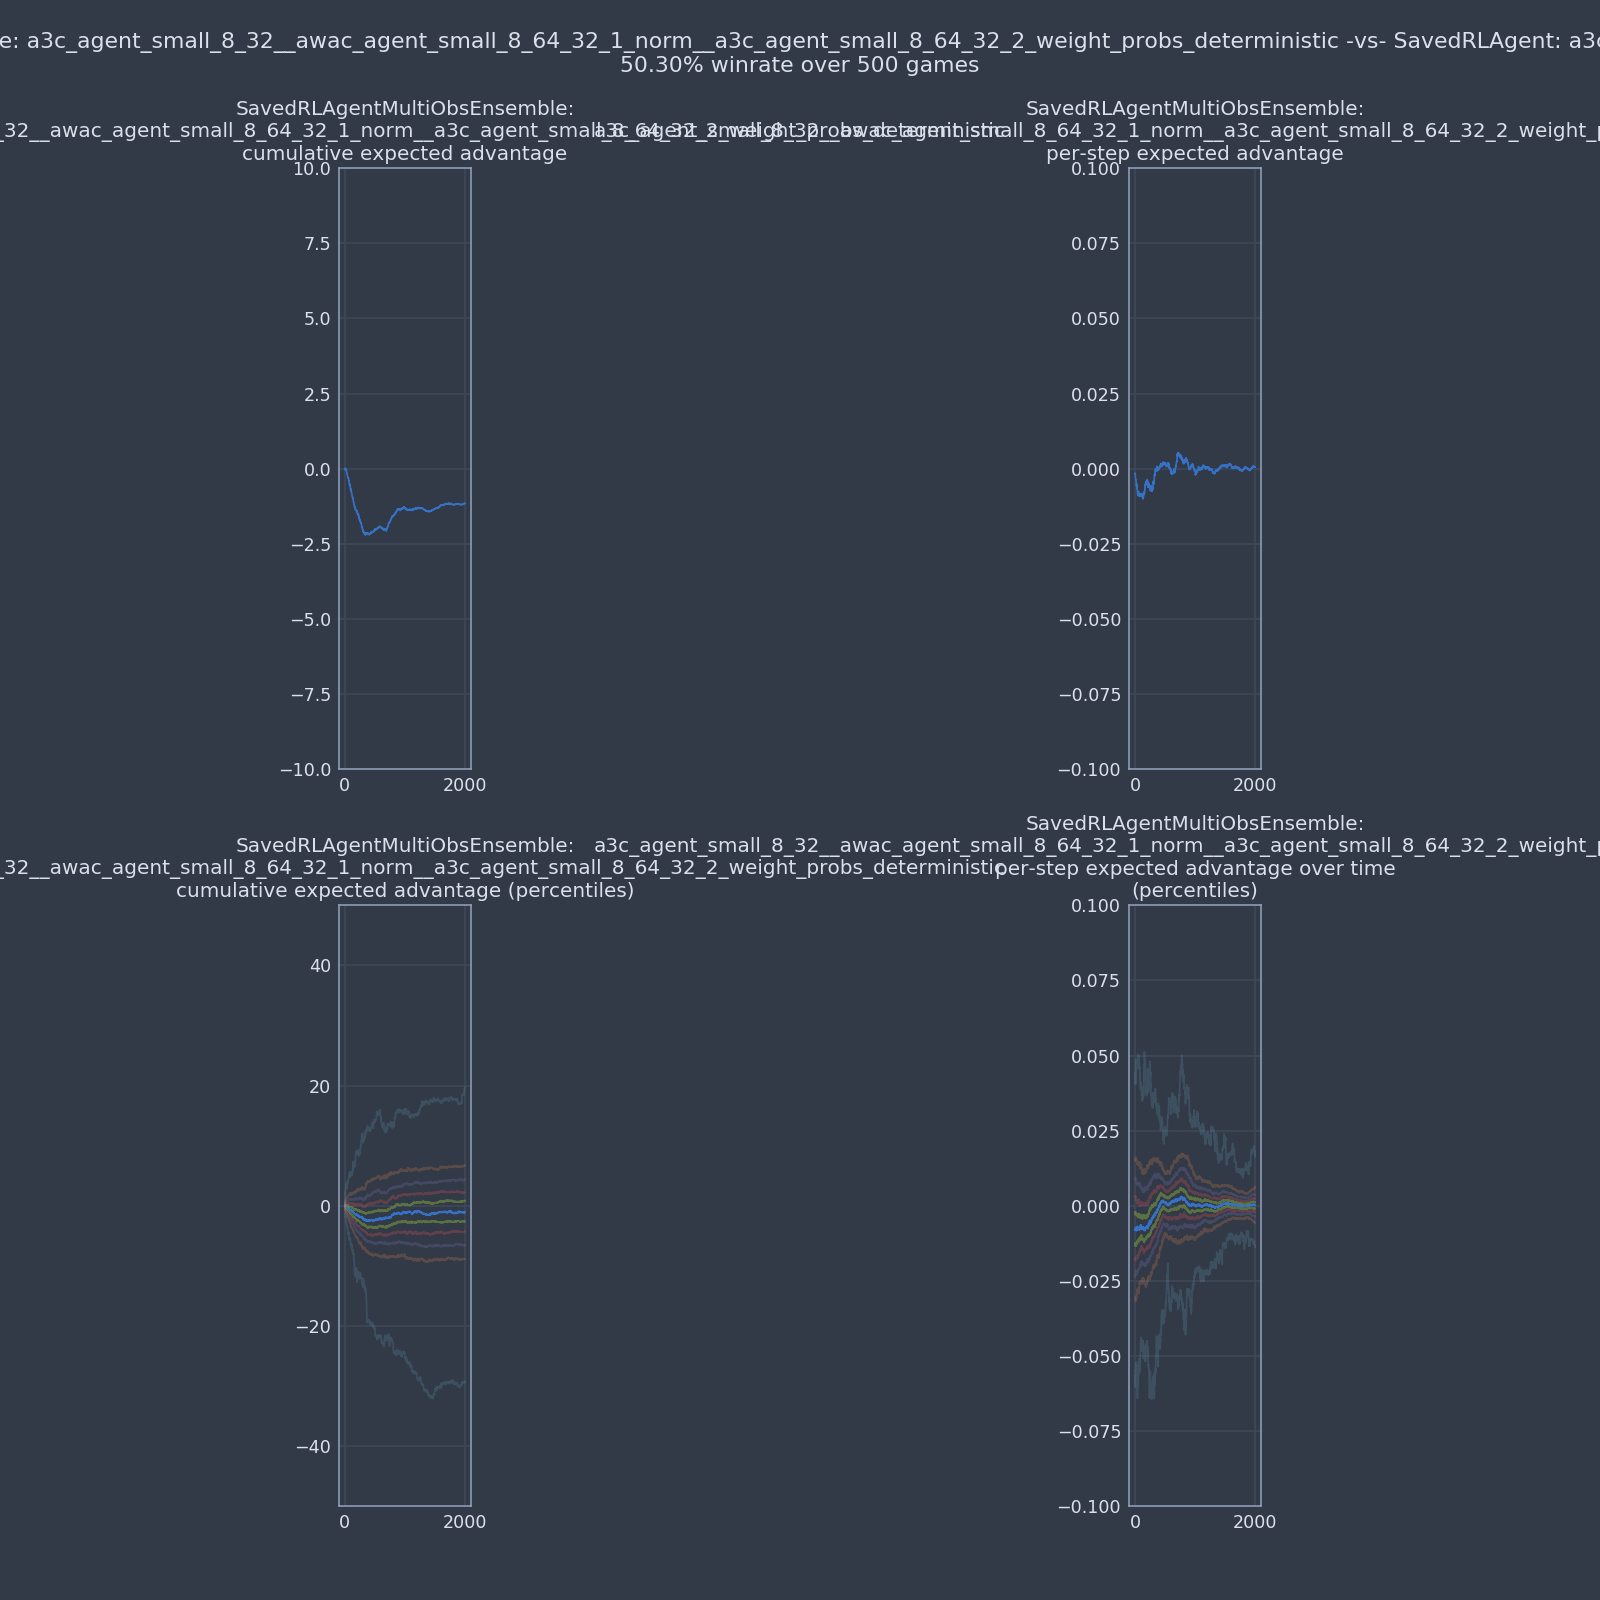 e: a3c_agent_small_8_32__awac_agent_small_8_64_32_1_norm__a3c_agent_small_8_64_32_2_weight_probs_deterministic -vs- SavedRLAgent: a3c
50.30% winrate over 500 games
SavedRLAgentMultiObsEnsemble:
_32__awac_agent_small_8_64_32_1_norm__a3c_agent_small_8_64_32_2_weight_probs_deterministic
cumulative expected advantage
10.0
7.5
5.0
2.5
0.0
−2.5
−5.0
−7.5
−10.0
0
2000
SavedRLAgentMultiObsEnsemble:
a3c_agent_small_8_32__awac_agent_small_8_64_32_1_norm__a3c_agent_small_8_64_32_2_weight_p
per-step expected advantage
0.100
0.075
0.050
0.025
0.000
−0.025
−0.050
−0.075
−0.100
0
2000
SavedRLAgentMultiObsEnsemble:
_32__awac_agent_small_8_64_32_1_norm__a3c_agent_small_8_64_32_2_weight_probs_deterministic
cumulative expected advantage (percentiles)
40
20
0
−20
−40
0
2000
SavedRLAgentMultiObsEnsemble:
a3c_agent_small_8_32__awac_agent_small_8_64_32_1_norm__a3c_agent_small_8_64_32_2_weight_p
per-step expected advantage over time
(percentiles)
0.100
0.075
0.050
0.025
0.000
−0.025
−0.050
−0.075
−0.100
0
2000